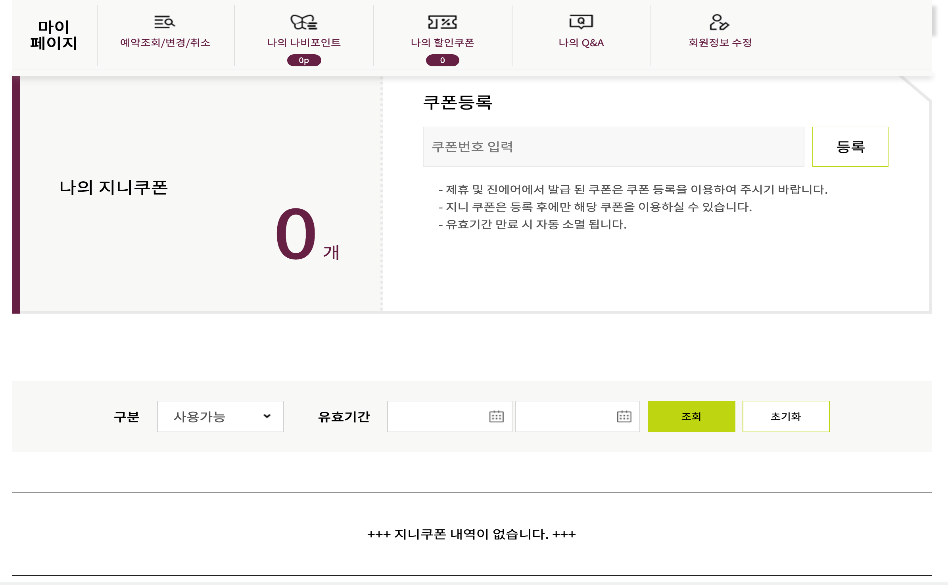 마이
페이지
예약조회/변경/취소
나의 나비포인트
0p
나의 할인쿠폰
0
나의 Q&A
회원정보 수정
나의 지니쿠폰
0 개
쿠폰등록
쿠폰번호 입력
등록
- 제휴 및 진에어에서 발급 된 쿠폰은 쿠폰 등록을 이용하여 주시기 바랍니다.
- 지니 쿠폰은 등록 후에만 해당 쿠폰을 이용하실 수 있습니다.
- 유효기간 만료 시 자동 소멸 됩니다.
구분 사용가능 유효기간 조회 초기화
+++ 지니쿠폰 내역이 없습니다. +++